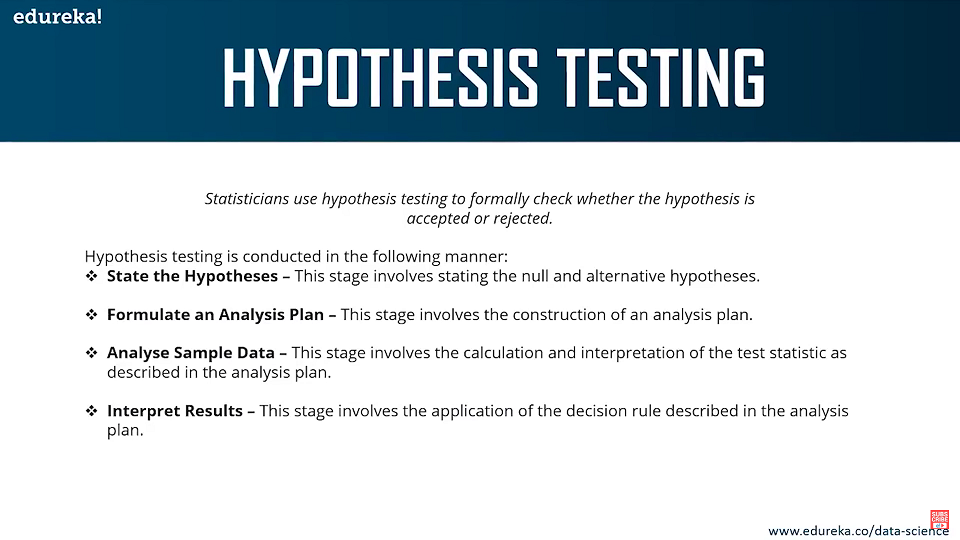 edureka!
HYPOTHESIS TESTING
Statisticians use hypothesis testing to formally check whether the hypothesis is
accepted or rejected.
Hypothesis testing is conducted in the following manner:
❖ State the Hypotheses – This stage involves stating the null and alternative hypotheses.
❖ Formulate an Analysis Plan – This stage involves the construction of an analysis plan.
❖ Analyse Sample Data – This stage involves the calculation and interpretation of the test statistic as
described in the analysis plan.
❖ Interpret Results – This stage involves the application of the decision rule described in the analysis
plan.
SUBS
CRIBE
www.edureka.co/data-science